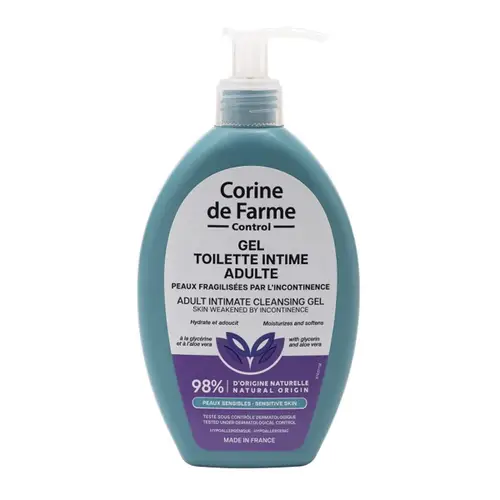 Corine
de Farme
Control
GEL
TOILETTE INTIME
ADULTE
PEAUX FRAGILISÉES PAR L'INCONTINENCE
ADULT INTIMATE CLEANSING GEL
SKIN WEAKENED BY INCONTINENCE
Hydrate et adoucit Moisturizes and softens
à la glycérine with glycerin
et à l'aloe vera and aloe vera
98% D'ORIGINE NATURELLE
NATURAL ORIGIN
PEAUX SENSIBLES - SENSITIVE SKIN
TESTÉ SOUS CONTRÔLE DERMATOLOGIQUE
TESTED UNDER DERMATOLOGICAL CONTROL
HYPOALLERGÉNIQUE - HYPOALLERGENIC
MADE IN FRANCE